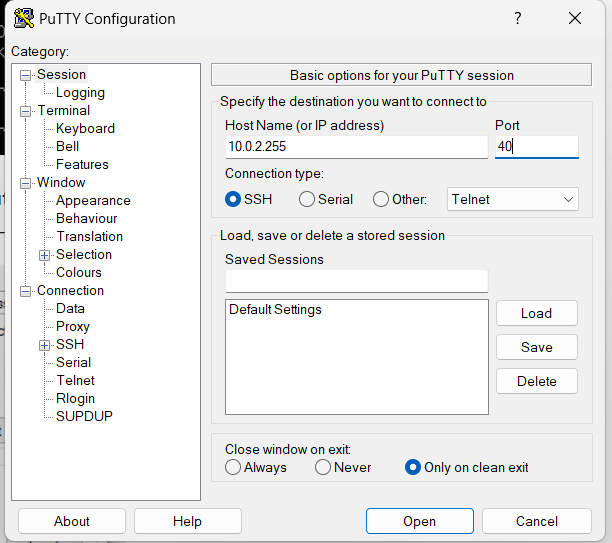 PuTTY Configuration
?
Category:
Session
Logging
Terminal
Keyboard
Bell
Features
Window
Appearance
Behaviour
Translation
Selection
Colours
Connection
Data
Proxy
SSH
Serial
Telnet
Rlogin
SUPDUP
Basic options for your PuTTY session
Specify the destination you want to connect to
Host Name (or IP address) Port
10.0.2.255 40
Connection type:
SSH Serial Other: Telnet
Load, save or delete a stored session
Saved Sessions
Default Settings
Load
Save
Delete
Close window on exit:
Always Never Only on clean exit
About Help Open Cancel